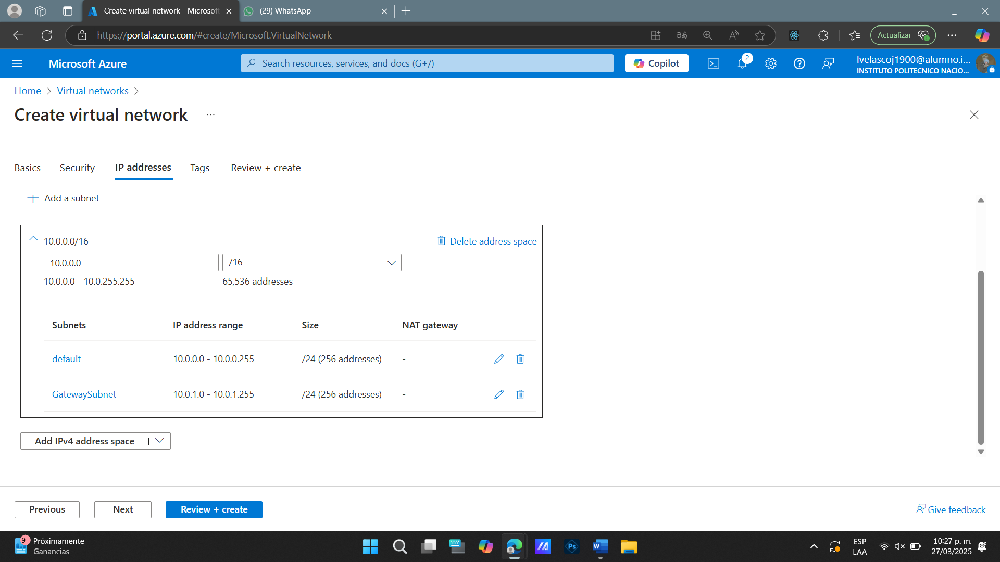 Create virtual network - Microsoft
(29) WhatsApp
https://portal.azure.com/#create/Microsoft.VirtualNetwork
Actualizar
Microsoft Azure
Search resources, services, and docs (G+/)
Copilot
2
lvelascoj1900@alumno.i...
INSTITUTO POLITECNICO NACIO...
Home > Virtual networks >
Create virtual network ...
Basics Security IP addresses Tags Review + create
+ Add a subnet
10.0.0.0/16 Delete address space
10.0.0.0 /16
10.0.0.0 - 10.0.255.255 65,536 addresses
Subnets IP address range Size NAT gateway
default 10.0.0.0 - 10.0.0.255 /24 (256 addresses) -
GatewaySubnet 10.0.1.0 - 10.0.1.255 /24 (256 addresses) -
Add IPv4 address space |
Previous Next Review + create Give feedback
9+ Próximamente
Ganancias
Ps
W
ESP
LAA
10:27 p. m.
27/03/2025